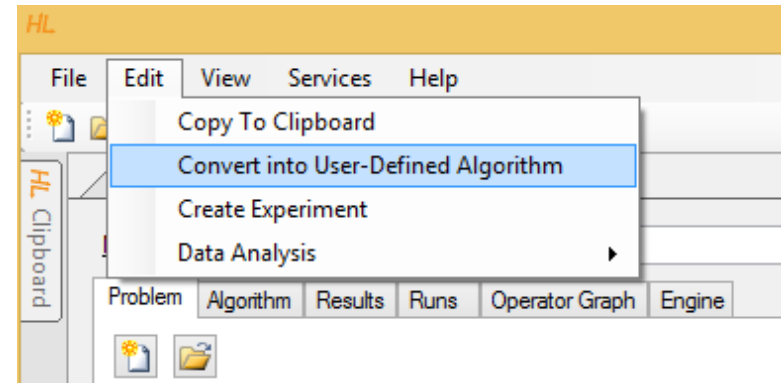 HL
File Edit View Services Help
Copy To Clipboard
Convert into User-Defined Algorithm
Create Experiment
Data Analysis
HL Clipboard
Problem Algorithm Results Runs Operator Graph Engine